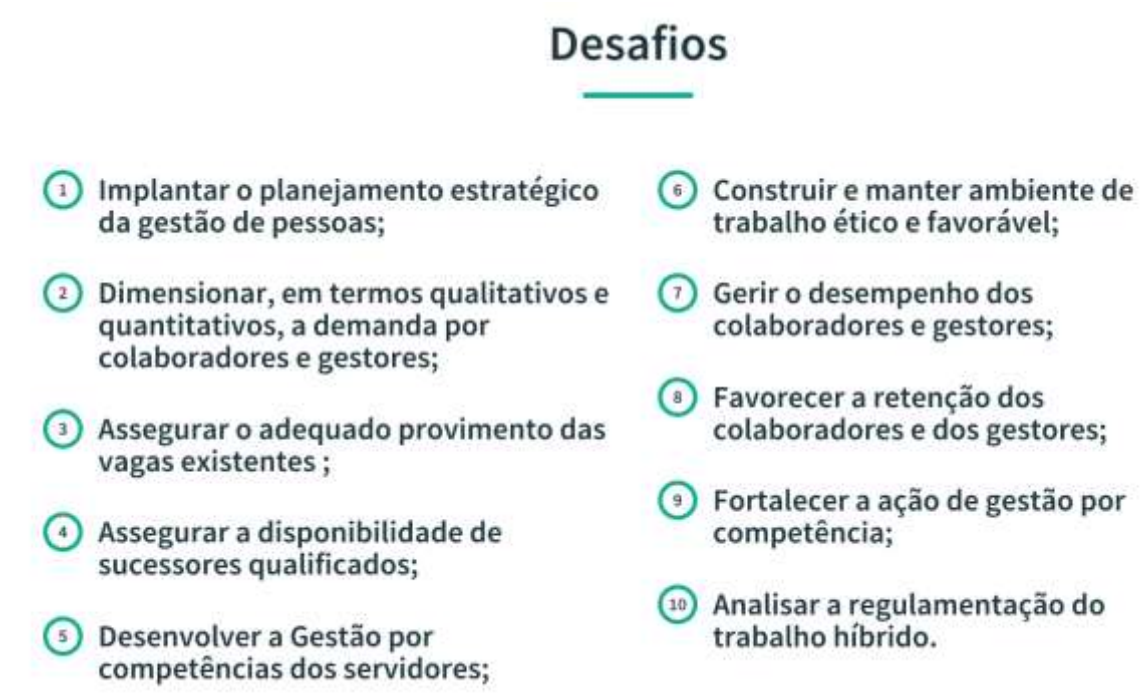 Desafios
1 Implantar o planejamento estratégico
da gestão de pessoas;
2 Dimensionar, em termos qualitativos e
quantitativos, a demanda por
colaboradores e gestores;
3 Assegurar o adequado provimento das
vagas existentes ;
4 Assegurar a disponibilidade de
sucessores qualificados;
5 Desenvolver a Gestão por
competências dos servidores;
6 Construir e manter ambiente de
trabalho ético e favorável;
7 Gerir o desempenho dos
colaboradores e gestores;
8 Favorecer a retenção dos
colaboradores e dos gestores;
9 Fortalecer a ação de gestão por
competência;
10 Analisar a regulamentação do
trabalho híbrido.